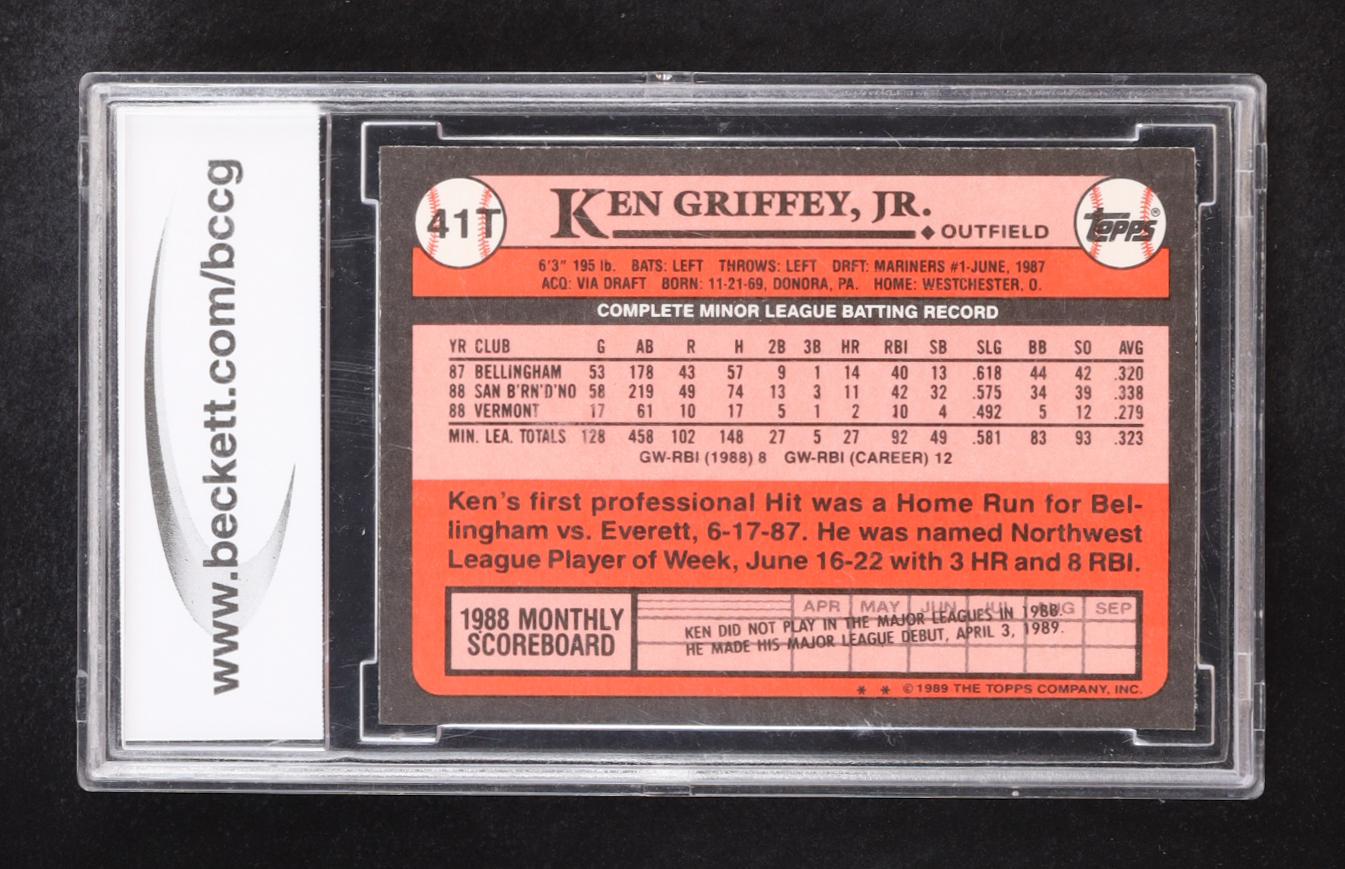 www.beckett.com/bccg
41T
KEN GRIFFEY, JR.
◆ OUTFIELD
TOPPS®
6'3" 195 lb. BATS: LEFT THROWS: LEFT DRFT: MARINERS #1-JUNE, 1987
ACQ: VIA DRAFT BORN: 11-21-69, DONORA, PA. HOME: WESTCHESTER, O.
COMPLETE MINOR LEAGUE BATTING RECORD
YR CLUB G AB R H 2B 3B HR RBI SB SLG BB SO AVG
87 BELLINGHAM 53 178 43 57 9 1 14 40 13 .618 44 42 .320
88 SAN B'RN'D'NO 58 219 49 74 13 3 11 42 32 .575 34 39 .338
88 VERMONT 17 61 10 17 5 1 2 10 4 .492 5 12 .279
MIN. LEA. TOTALS 128 458 102 148 27 5 27 92 49 .581 83 93 .323
GW-RBI (1988) 8 GW-RBI (CAREER) 12
Ken's first professional Hit was a Home Run for Bel-
lingham vs. Everett, 6-17-87. He was named Northwest
League Player of Week, June 16-22 with 3 HR and 8 RBI.
1988 MONTHLY
SCOREBOARD
APR MAY JUN JUL AUG SEP
KEN DID NOT PLAY IN THE MAJOR LEAGUES IN 1988.
HE MADE HIS MAJOR LEAGUE DEBUT, APRIL 3, 1989.
* * © 1989 THE TOPPS COMPANY, INC.